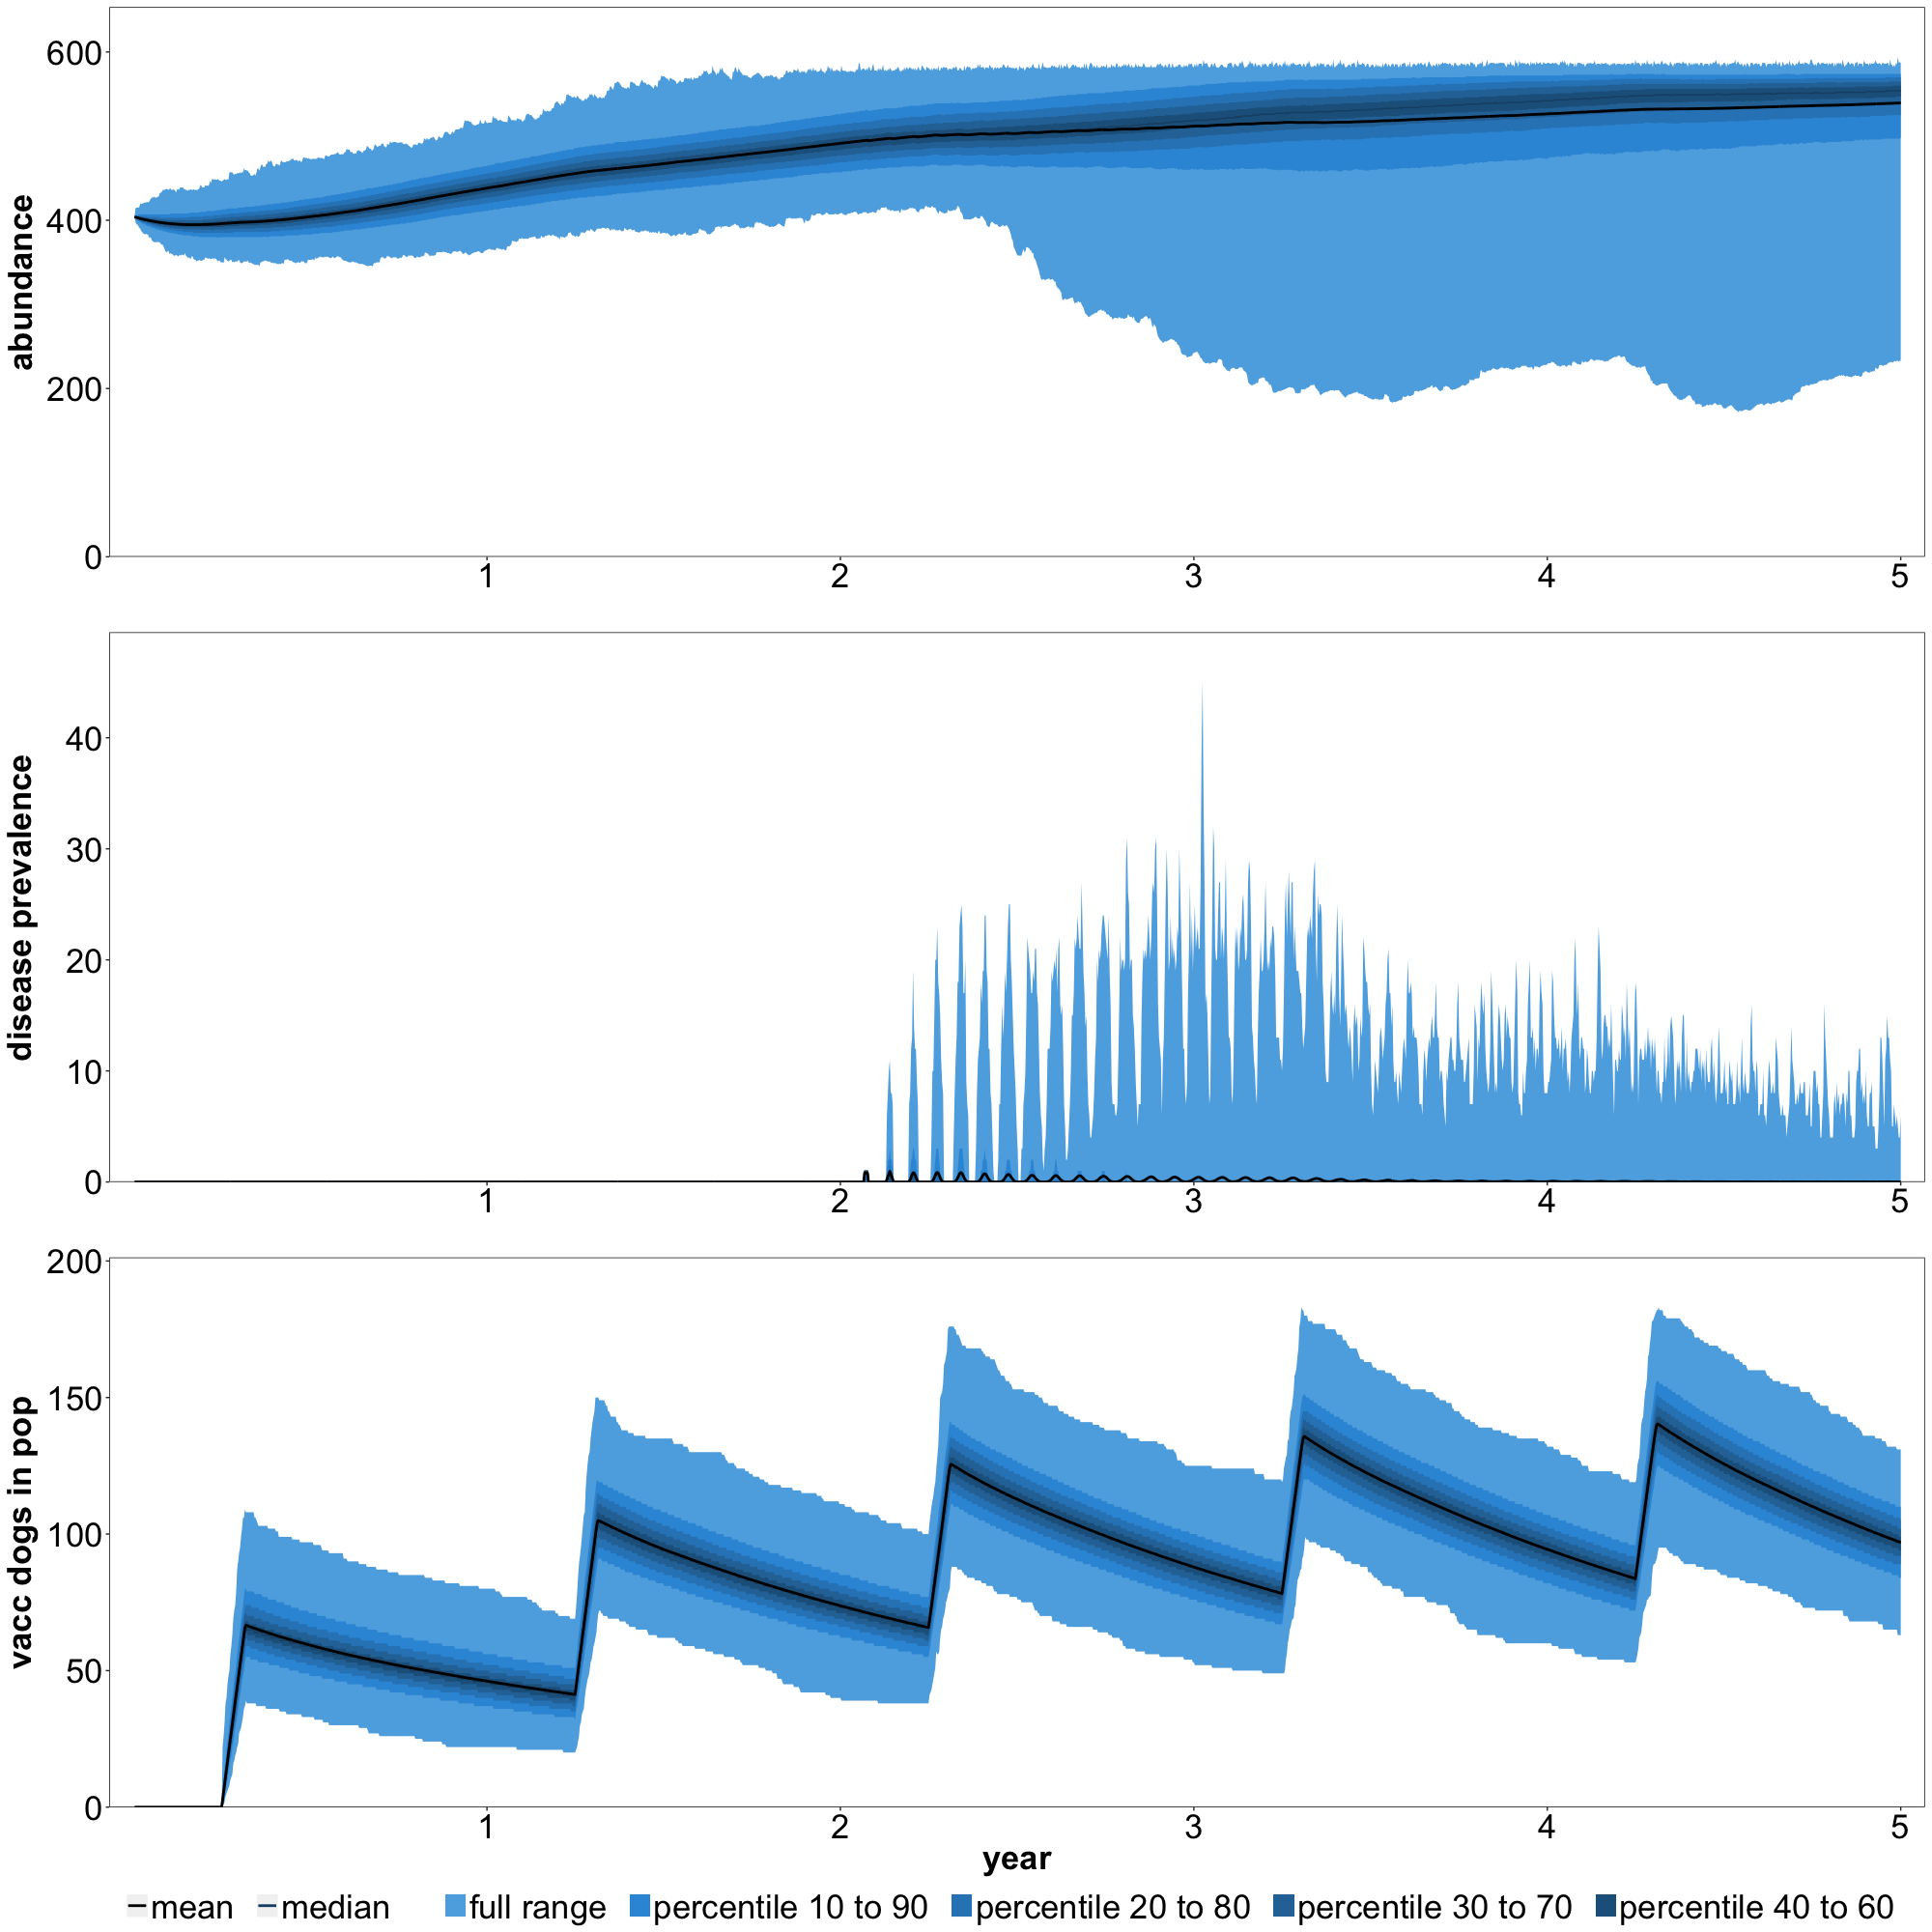 abundance
600
400
200
0
1 2 3 4 5
disease prevalence
40
30
20
10
0
1 2 3 4 5
vacc dogs in pop
200
150
100
50
0
1 2 3 4 5
year
mean median full range percentile 10 to 90 percentile 20 to 80 percentile 30 to 70 percentile 40 to 60